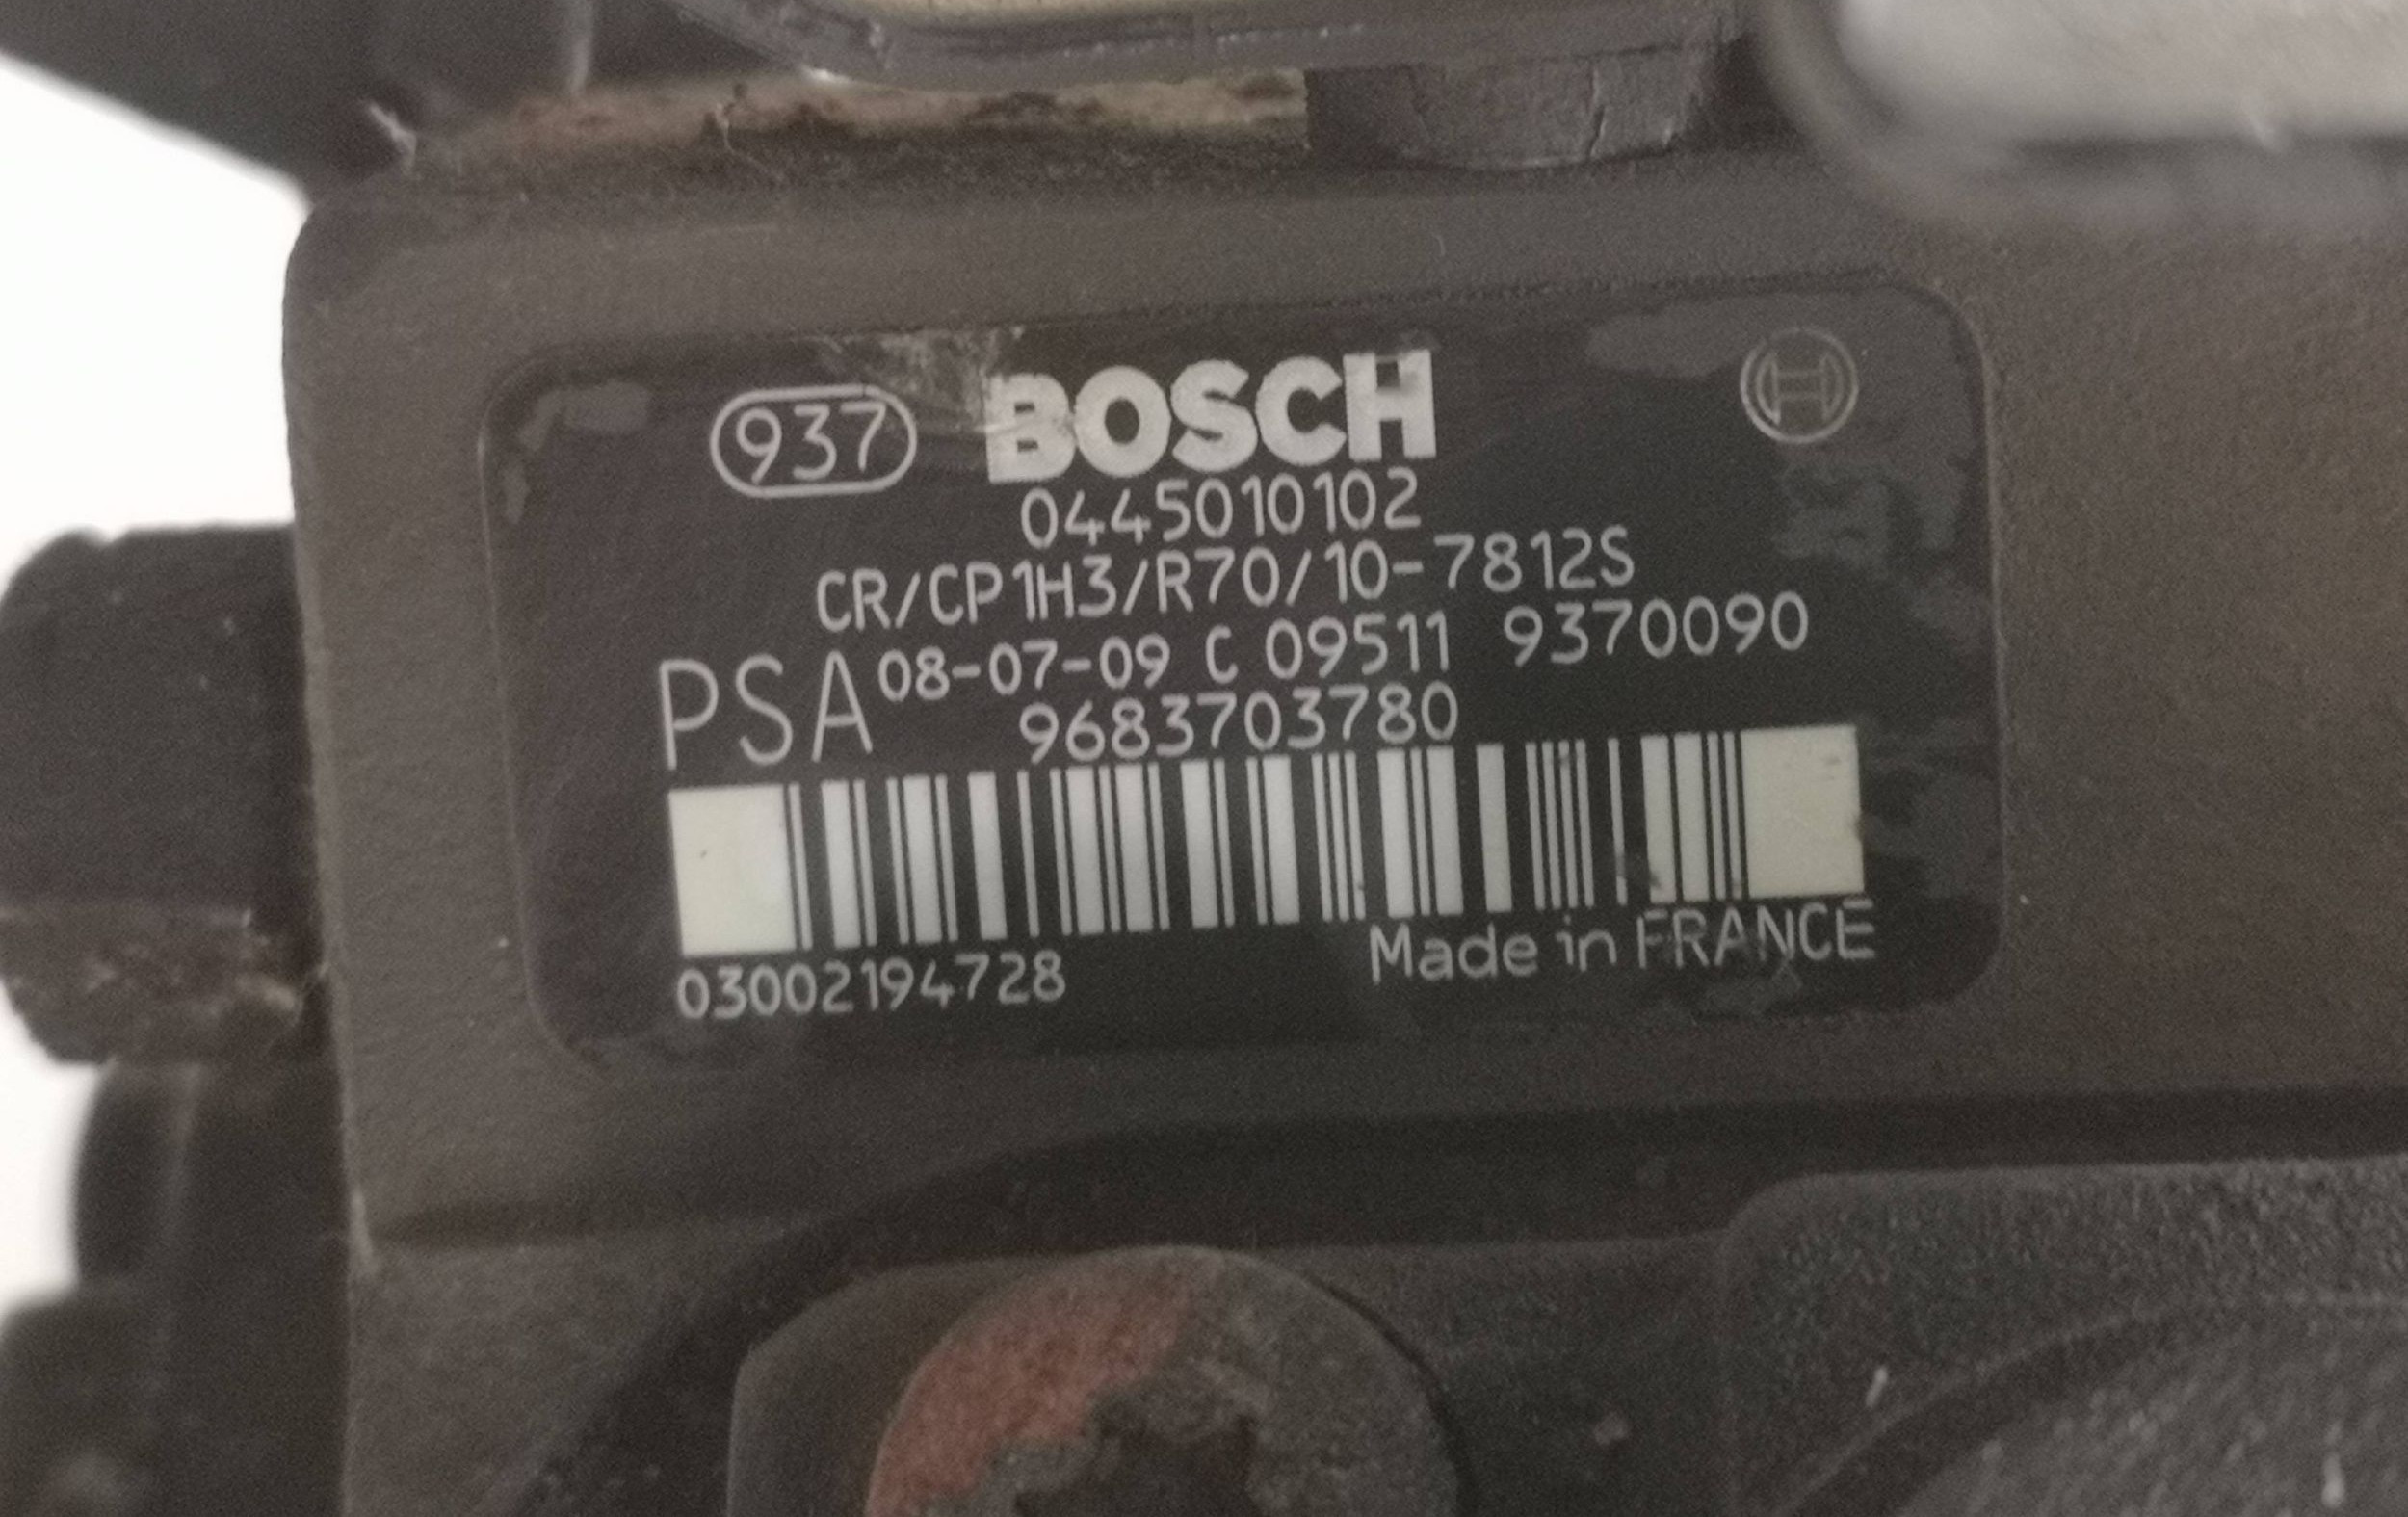 937 BOSCH
0445010102
CR/CP1H3/R70/10-7812S
PSA 08-07-09 C 09511 9370090
9683703780
03002194728 Made in FRANCE